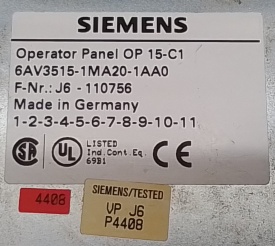 SIEMENS
Operator Panel OP 15-C1
6AV3515-1MA20-1AA0
F-Nr.: J6 - 110756
Made in Germany
1-2-3-4-5-6-7-8-9-10-11
SA
UL
LISTED
Ind. Cont. Eq.
69B1
CE
4408
SIEMENS/TESTED
VP J6
P4408